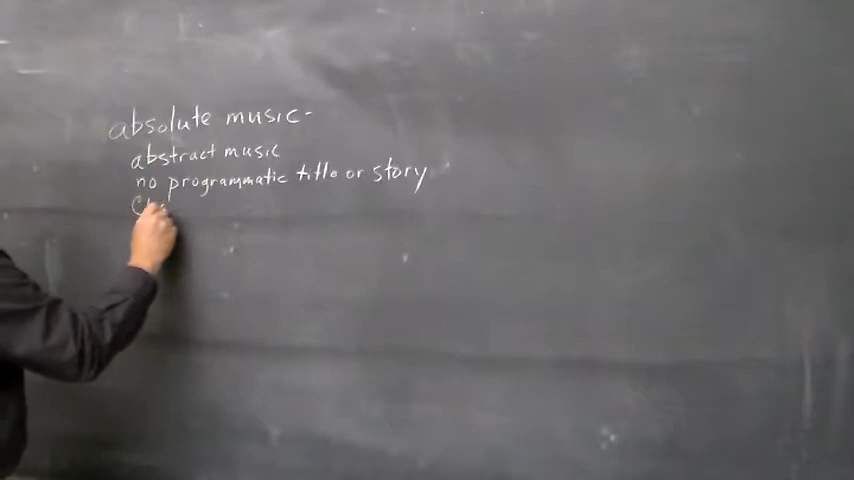 absolute music-
abstract music
no programmatic title or story